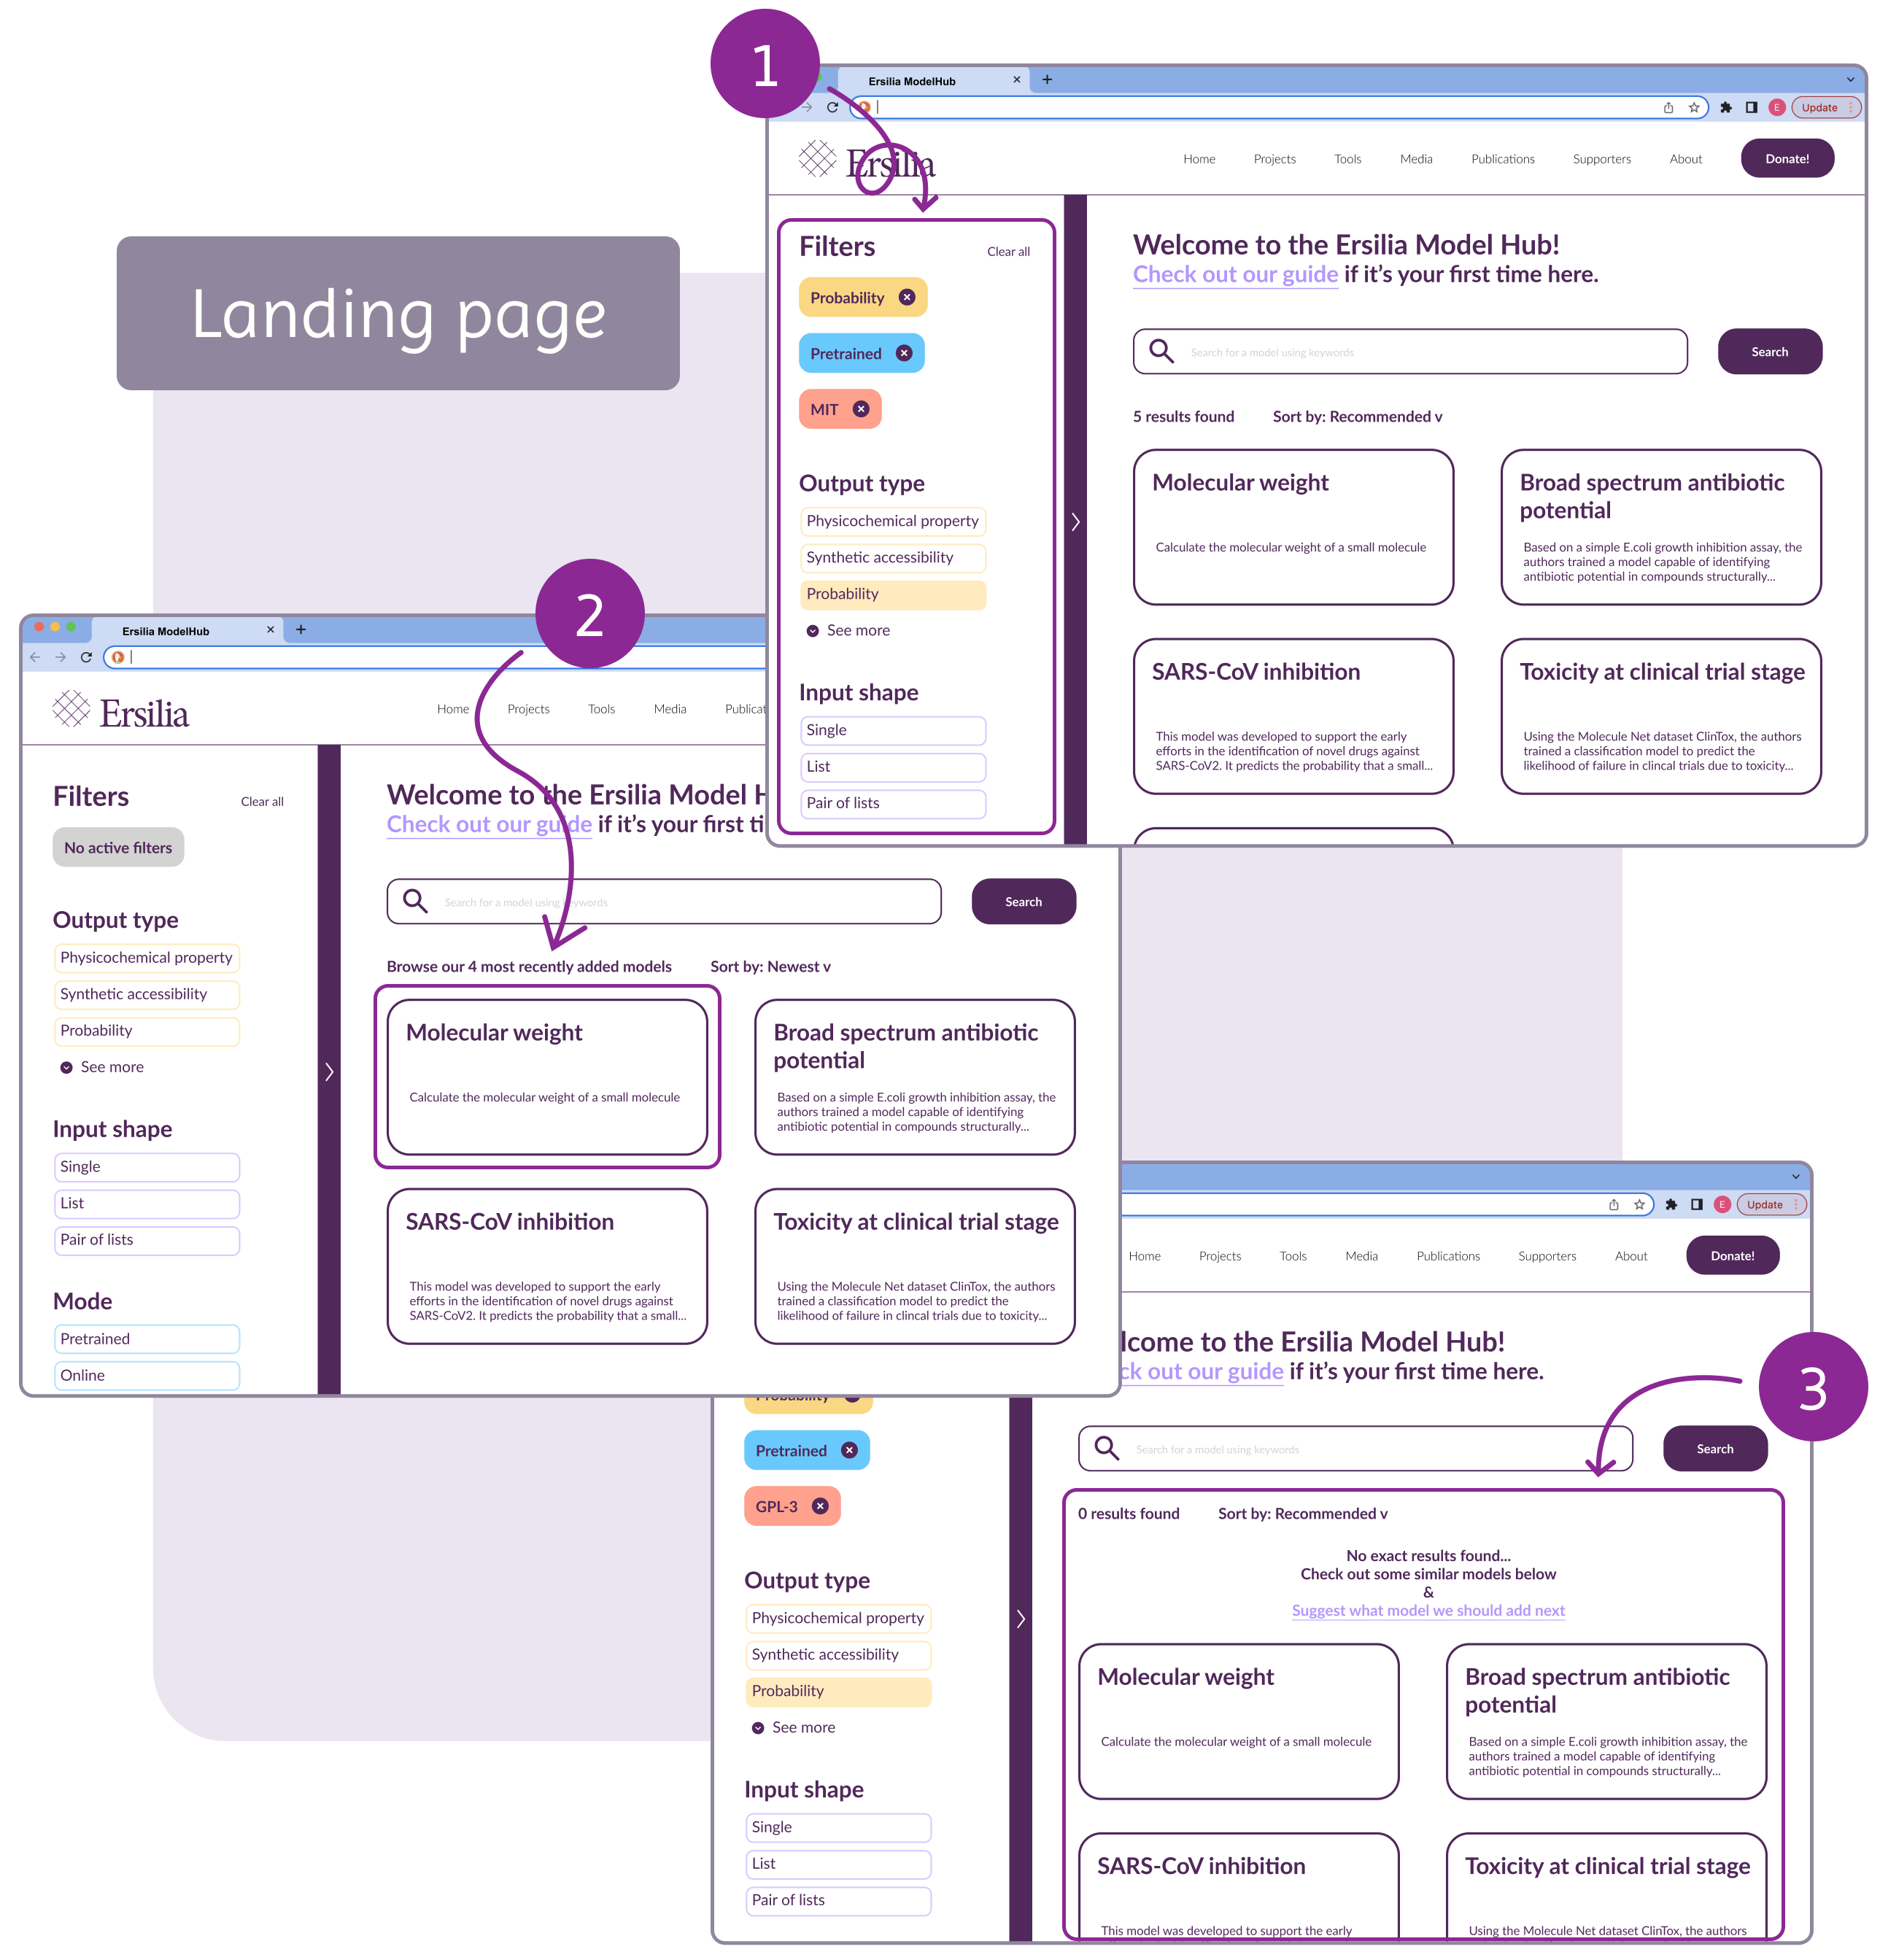 1
Ersilia ModelHub
E
Update
Ersilia
Home
Projects
Tools
Media
Publications
Supporters
About
Donate!
Landing page
Filters
Clear all
Probability
Pretrained
MIT
Output type
Physicochemical property
Synthetic accessibility
Probability
See more
Input shape
Single
List
Pair of lists
Welcome to the Ersilia Model Hub!
Check out our guide if it's your first time here.
Search for a model using keywords
Search
5 results found
Sort by: Recommended v
Molecular weight
Calculate the molecular weight of a small molecule
Broad spectrum antibiotic
potential
Based on a simple E.coli growth inhibition assay, the
authors trained a model capable of identifying
antibiotic potential in compounds structurally...
SARS-CoV inhibition
This model was developed to support the early
efforts in the identification of novel drugs against
SARS-CoV2. It predicts the probability that a small...
Toxicity at clinical trial stage
Using the Molecule Net dataset ClinTox, the authors
trained a classification model to predict the
likelihood of failure in clincal trials due to toxicity...
2
Ersilia ModelHub
Ersilia
Home
Projects
Tools
Media
Publicat
Filters
Clear all
No active filters
Output type
Physicochemical property
Synthetic accessibility
Probability
See more
Input shape
Single
List
Pair of lists
Mode
Pretrained
Online
Welcome to the Ersilia Model H
Check out our guide if it's your first ti
Search for a model using keywords
Search
Browse our 4 most recently added models
Sort by: Newest v
Molecular weight
Calculate the molecular weight of a small molecule
Broad spectrum antibiotic
potential
Based on a simple E.coli growth inhibition assay, the
authors trained a model capable of identifying
antibiotic potential in compounds structurally...
SARS-CoV inhibition
This model was developed to support the early
efforts in the identification of novel drugs against
SARS-CoV2. It predicts the probability that a small...
Toxicity at clinical trial stage
Using the Molecule Net dataset ClinTox, the authors
trained a classification model to predict the
likelihood of failure in clincal trials due to toxicity...
3
E
Update
Home
Projects
Tools
Media
Publications
Supporters
About
Donate!
lcome to the Ersilia Model Hub!
ck out our guide if it's your first time here.
Search for a model using keywords
Search
Probability
Pretrained
GPL-3
Output type
Physicochemical property
Synthetic accessibility
Probability
See more
Input shape
Single
List
Pair of lists
0 results found
Sort by: Recommended v
No exact results found...
Check out some similar models below
&
Suggest what model we should add next
Molecular weight
Calculate the molecular weight of a small molecule
Broad spectrum antibiotic
potential
Based on a simple E.coli growth inhibition assay, the
authors trained a model capable of identifying
antibiotic potential in compounds structurally...
SARS-CoV inhibition
This model was developed to support the early
Toxicity at clinical trial stage
Using the Molecule Net dataset ClinTox, the authors